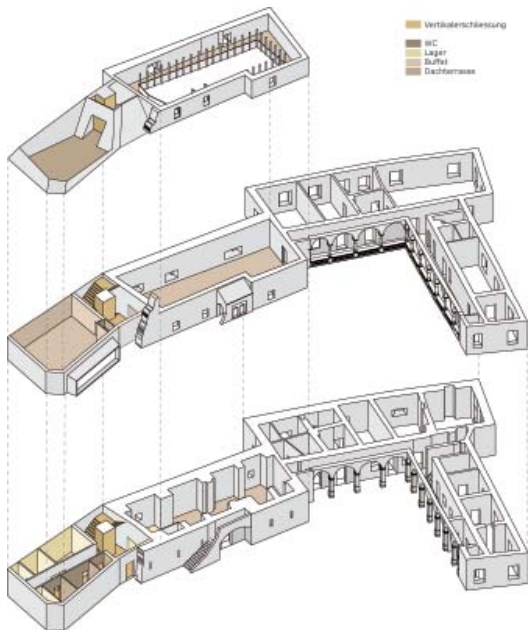 Vertikalerschliessung
WC
Lager
Buffet
Dachterrasse